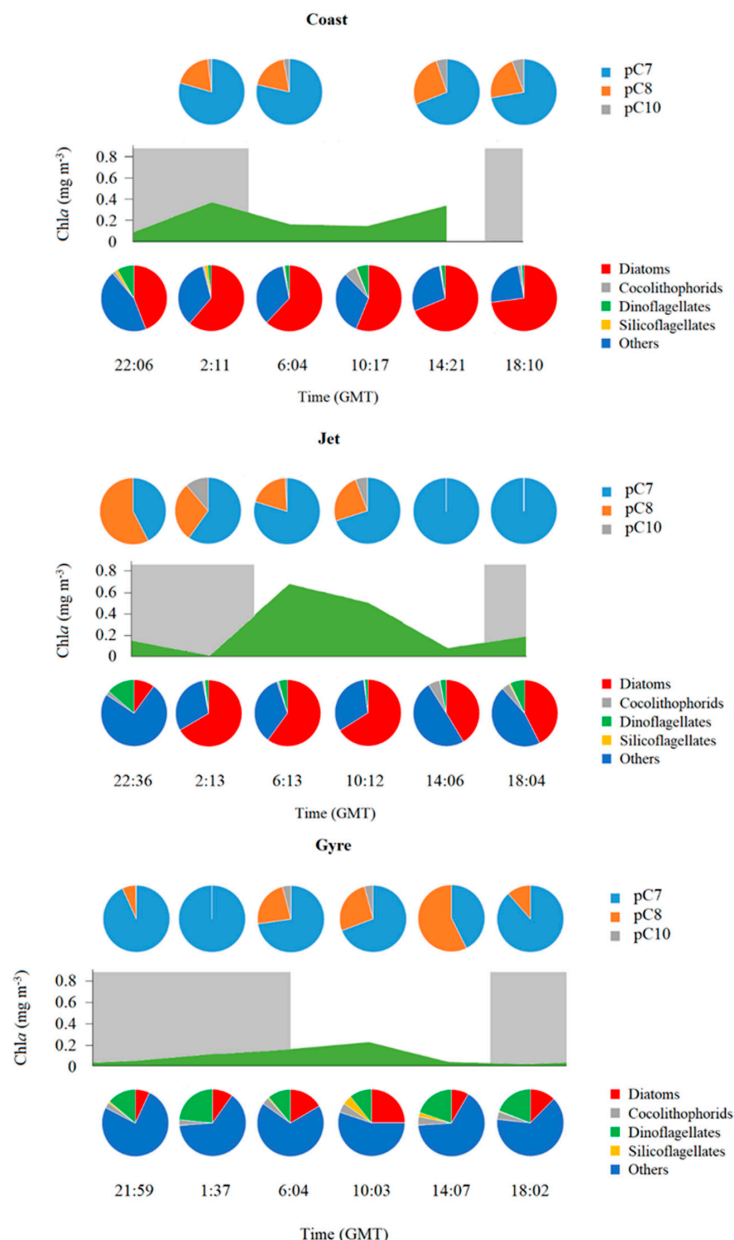 Coast
pC7
pC8
pC10
Chla (mg m-3)
0.8
0.6
0.4
0.2
0
Diatoms
Cocolithophorids
Dinoflagellates
Silicoflagellates
Others
22:06 2:11 6:04 10:17 14:21 18:10
Time (GMT)
Jet
pC7
pC8
pC10
Chla (mg m-3)
0.8
0.6
0.4
0.2
0
Diatoms
Cocolithophorids
Dinoflagellates
Silicoflagellates
Others
22:36 2:13 6:13 10:12 14:06 18:04
Time (GMT)
Gyre
pC7
pC8
pC10
Chla (mg m-3)
0.8
0.6
0.4
0.2
0
Diatoms
Cocolithophorids
Dinoflagellates
Silicoflagellates
Others
21:59 1:37 6:04 10:03 14:07 18:02
Time (GMT)